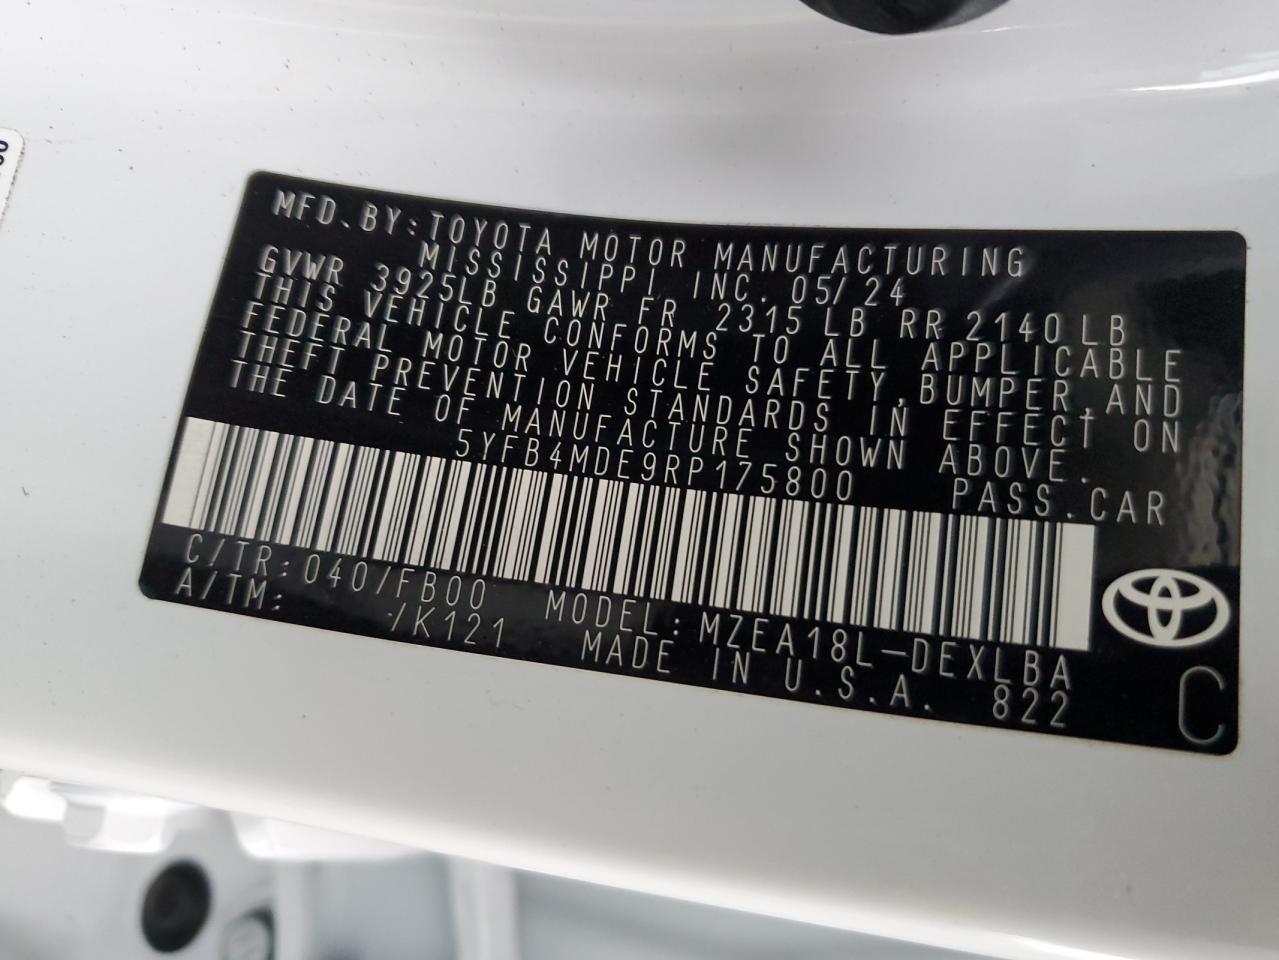 MFD.BY:TOYOTA MOTOR MANUFACTURING
MISSISSIPPI, INC. 05/24
GVWR 3925LB GAWR FR 2315LB RR 2140LB
THIS VEHICLE CONFORMS TO ALL APPLICABLE
FEDERAL MOTOR VEHICLE SAFETY, BUMPER, AND
THEFT PREVENTION STANDARDS IN EFFECT ON
THE DATE OF MANUFACTURE SHOWN ABOVE.
5YFB4MDE9RP175800 PASS.CAR
C/TR:040/FB00 MODEL:MZEA18L-DEXLBA
A/TM: -/K121 MADE IN U.S.A. 822
C